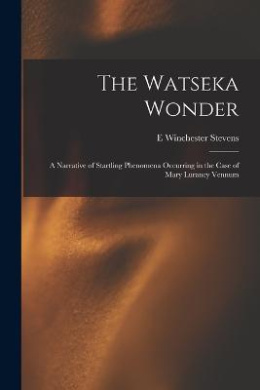 THE WATSEKA
WONDER
E Winchester Stevens
A Narrative of Startling Phenomena Occurring in the Case of
Mary Lurancy Vennum